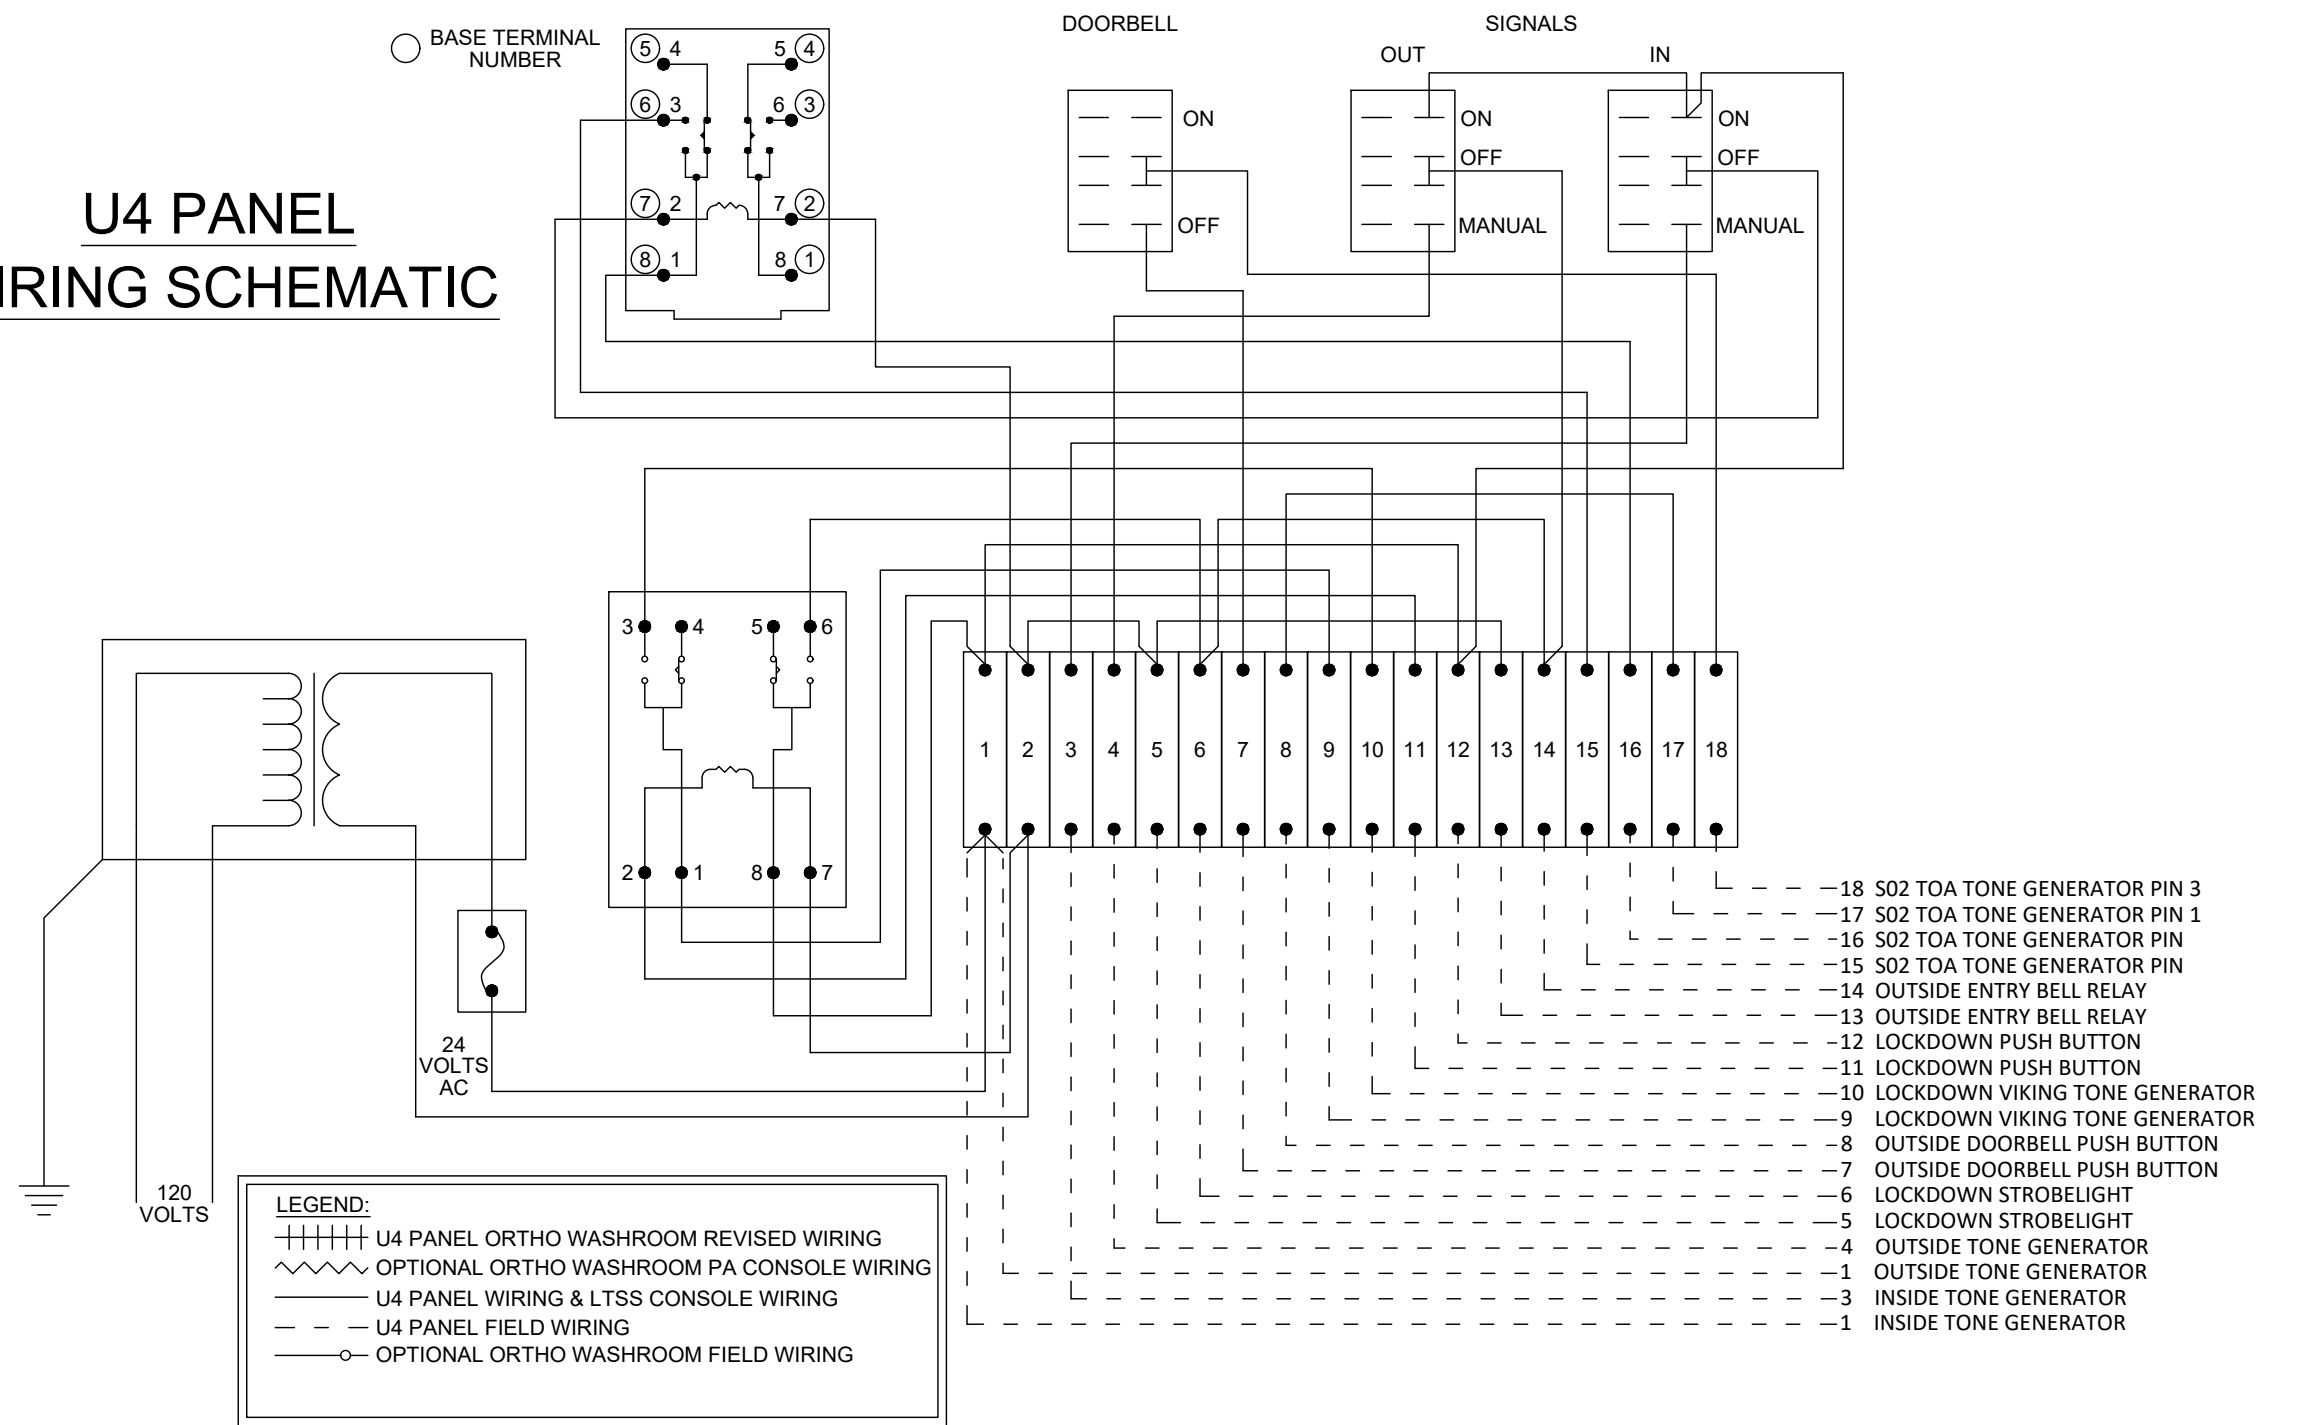 BASE TERMINAL
NUMBER
DOORBELL
SIGNALS
OUT
IN
5 4 5 4
6 3 6 3
7 2 7 2
8 1 8 1
ON
OFF
ON
OFF
MANUAL
ON
OFF
MANUAL
U4 PANEL
IRING SCHEMATIC
3 4 5 6
2 1 8 7
1 2 3 4 5 6 7 8 9 10 11 12 13 14 15 16 17 18
24
VOLTS
AC
120
VOLTS
18 S02 TOA TONE GENERATOR PIN 3
17 S02 TOA TONE GENERATOR PIN 1
16 S02 TOA TONE GENERATOR PIN
15 S02 TOA TONE GENERATOR PIN
14 OUTSIDE ENTRY BELL RELAY
13 OUTSIDE ENTRY BELL RELAY
12 LOCKDOWN PUSH BUTTON
11 LOCKDOWN PUSH BUTTON
10 LOCKDOWN VIKING TONE GENERATOR
9 LOCKDOWN VIKING TONE GENERATOR
8 OUTSIDE DOORBELL PUSH BUTTON
7 OUTSIDE DOORBELL PUSH BUTTON
6 LOCKDOWN STROBELIGHT
5 LOCKDOWN STROBELIGHT
4 OUTSIDE TONE GENERATOR
1 OUTSIDE TONE GENERATOR
3 INSIDE TONE GENERATOR
1 INSIDE TONE GENERATOR
LEGEND:
U4 PANEL ORTHO WASHROOM REVISED WIRING
OPTIONAL ORTHO WASHROOM PA CONSOLE WIRING
U4 PANEL WIRING & LTSS CONSOLE WIRING
U4 PANEL FIELD WIRING
OPTIONAL ORTHO WASHROOM FIELD WIRING